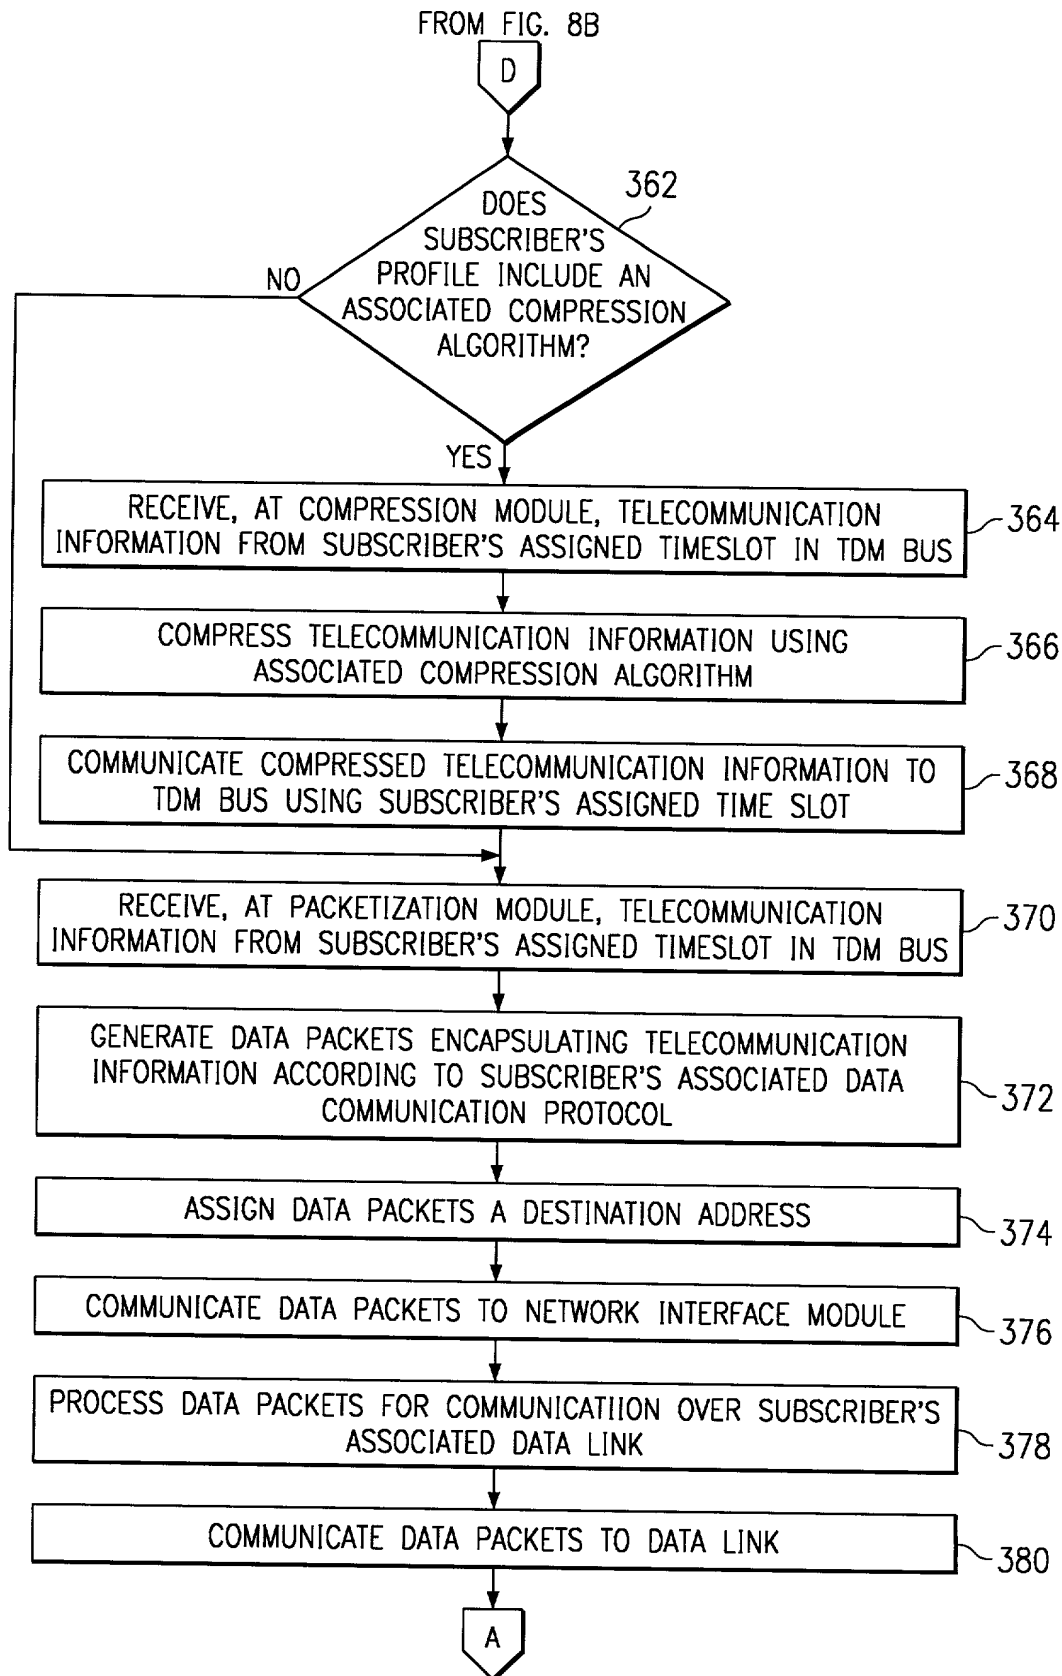 FROM FIG. 8B
D
362
DOES
SUBSCRIBER'S
PROFILE INCLUDE AN
ASSOCIATED COMPRESSION
ALGORITHM?
NO
YES
RECEIVE, AT COMPRESSION MODULE, TELECOMMUNICATION
INFORMATION FROM SUBSCRIBER'S ASSIGNED TIMESLOT IN TDM BUS
364
COMPRESS TELECOMMUNICATION INFORMATION USING
ASSOCIATED COMPRESSION ALGORITHM
366
COMMUNICATE COMPRESSED TELECOMMUNICATION INFORMATION TO
TDM BUS USING SUBSCRIBER'S ASSIGNED TIME SLOT
368
RECEIVE, AT PACKETIZATION MODULE, TELECOMMUNICATION
INFORMATION FROM SUBSCRIBER'S ASSIGNED TIMESLOT IN TDM BUS
370
GENERATE DATA PACKETS ENCAPSULATING TELECOMMUNICATION
INFORMATION ACCORDING TO SUBSCRIBER'S ASSOCIATED DATA
COMMUNICATION PROTOCOL
372
ASSIGN DATA PACKETS A DESTINATION ADDRESS
374
COMMUNICATE DATA PACKETS TO NETWORK INTERFACE MODULE
376
PROCESS DATA PACKETS FOR COMMUNICATIION OVER SUBSCRIBER'S
ASSOCIATED DATA LINK
378
COMMUNICATE DATA PACKETS TO DATA LINK
380
A